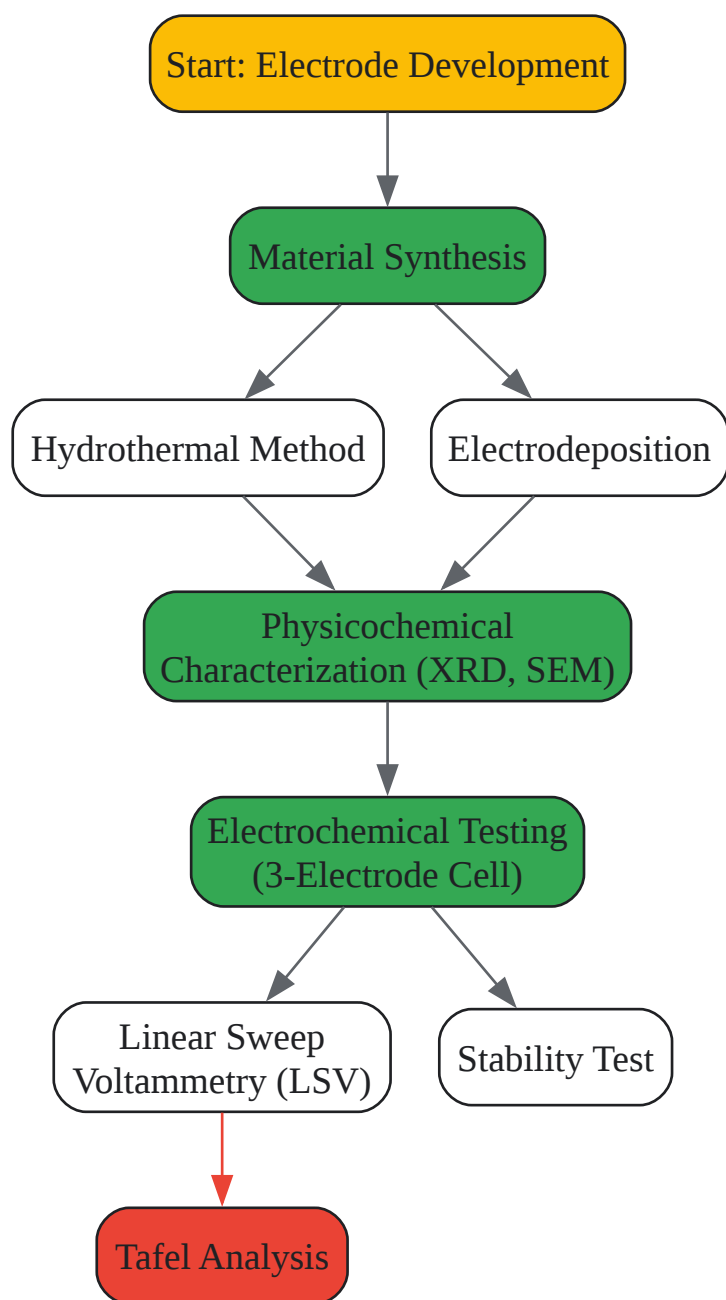 Start: Electrode Development
Material Synthesis
Hydrothermal Method
Electrodeposition
Physicochemical
Characterization (XRD, SEM)
Electrochemical Testing
(3-Electrode Cell)
Linear Sweep
Voltammetry (LSV)
Stability Test
Tafel Analysis